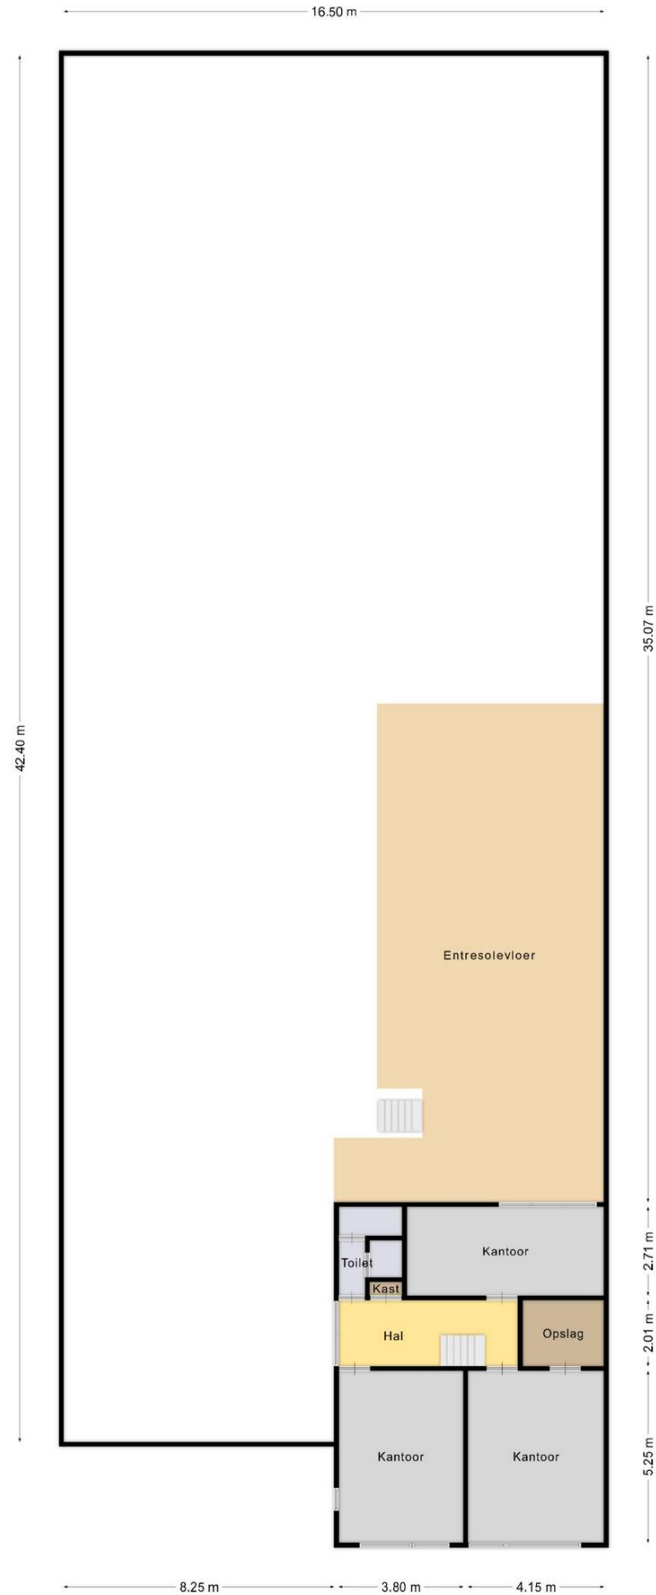 16.50 m
42.40 m
35.07 m
Entresolevloer
Kantoor
2.71 m
Toilet
Kast
Hal
Opslag
2.01 m
Kantoor
Kantoor
5.25 m
8.25 m
3.80 m
4.15 m